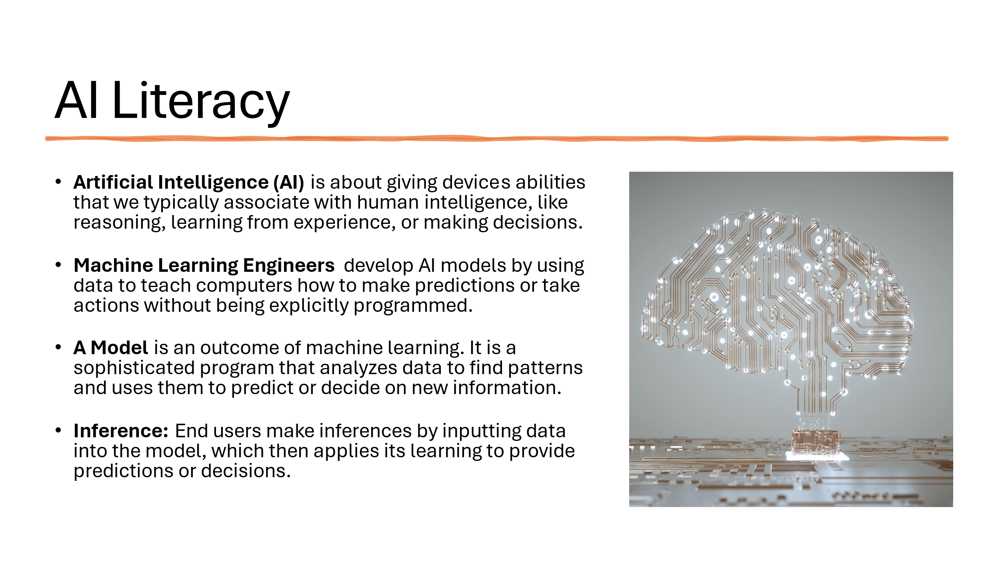 AI Literacy
• Artificial Intelligence (AI) is about giving devices abilities
that we typically associate with human intelligence, like
reasoning, learning from experience, or making decisions.
• Machine Learning Engineers develop AI models by using
data to teach computers how to make predictions or take
actions without being explicitly programmed.
• A Model is an outcome of machine learning. It is a
sophisticated program that analyzes data to find patterns
and uses them to predict or decide on new information.
• Inference: End users make inferences by inputting data
into the model, which then applies its learning to provide
predictions or decisions.